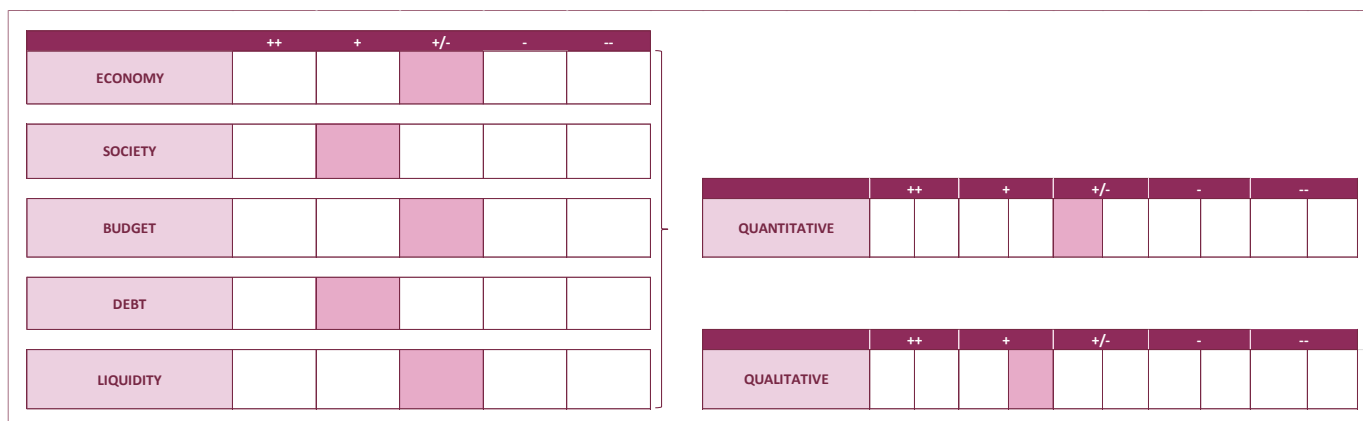 ++ + +/- - --
ECONOMY
SOCIETY
BUDGET
DEBT
LIQUIDITY
++ + +/- - --
QUANTITATIVE
++ + +/- - --
QUALITATIVE